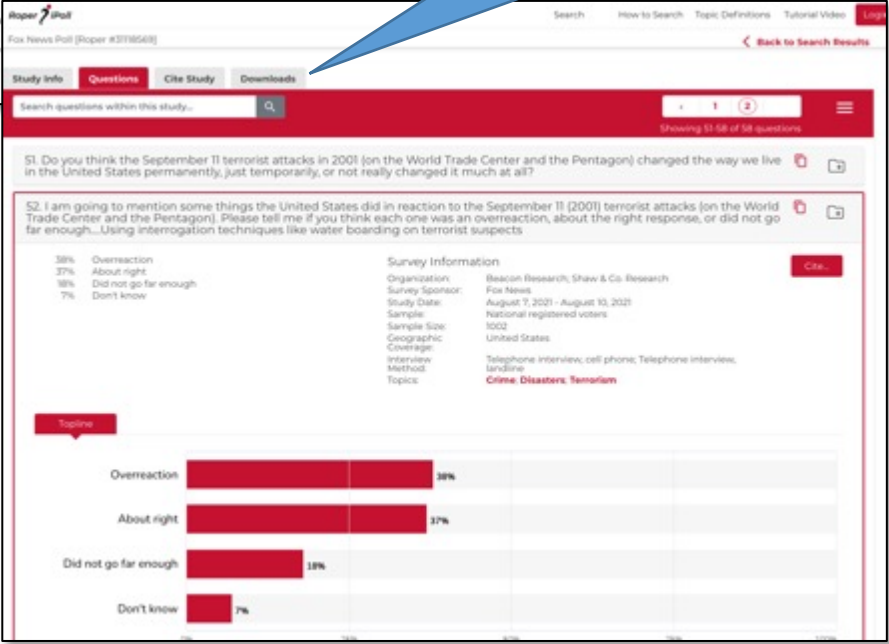 Roper iPoll
Search How to Search Topic Definitions Tutorial Video Login
Fox News Poll [Roper #31118569]
Back to Search Results
Study Info Questions Cite Study Downloads
Search questions within this study...
‹ 1 2
Showing 51-58 of 58 questions
51. Do you think the September 11 terrorist attacks in 2001 (on the World Trade Center and the Pentagon) changed the way we live
in the United States permanently, just temporarily, or not really changed it much at all?
52. I am going to mention some things the United States did in reaction to the September 11 (2001) terrorist attacks (on the World
Trade Center and the Pentagon). Please tell me if you think each one was an overreaction, about the right response, or did not go
far enough...Using interrogation techniques like water boarding on terrorist suspects
38% Overreaction
37% About right
18% Did not go far enough
7% Don't know
Survey Information
Organization: Beacon Research; Shaw & Co. Research
Survey Sponsor: Fox News
Study Date: August 7, 2021 - August 10, 2021
Sample: National registered voters
Sample Size: 1002
Geographic United States
Coverage:
Interview Telephone interview, cell phone; Telephone interview,
Method: landline
Topics: Crime; Disasters; Terrorism
Cite...
Topline
Overreaction 38%
About right 37%
Did not go far enough 18%
Don't know 7%